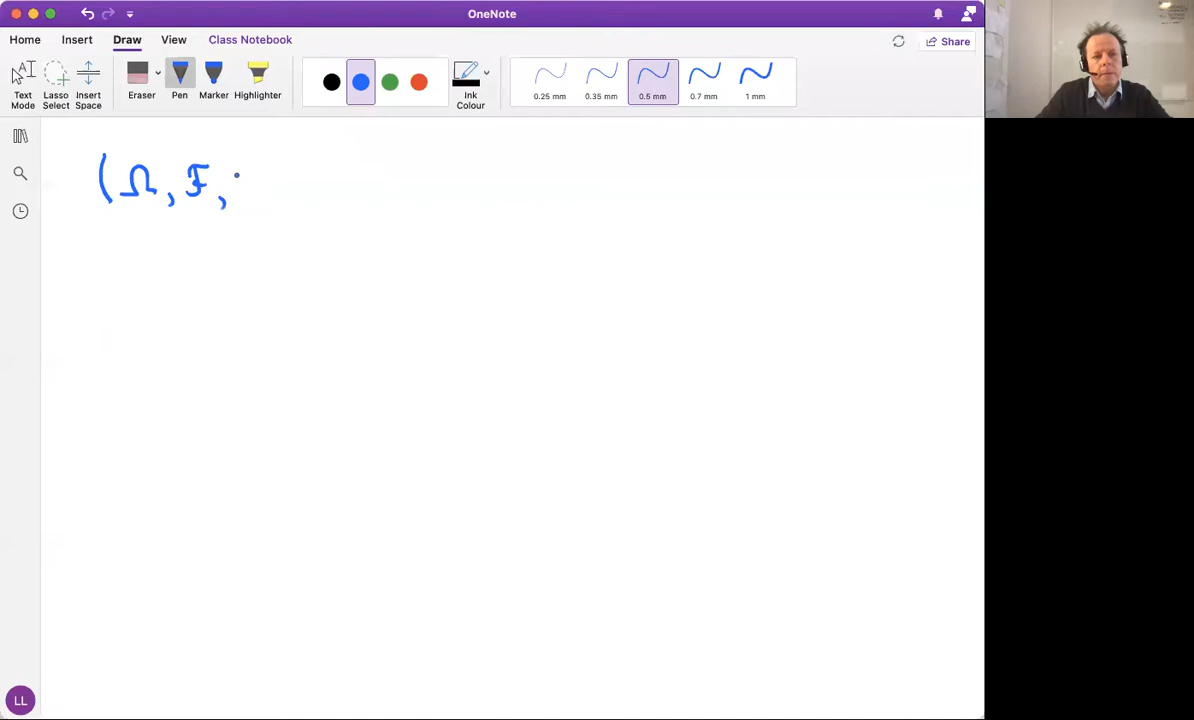 OneNote
Home Insert Draw View Class Notebook Share
Text Mode Lasso Select Insert Space Eraser Pen Marker Highlighter Ink Colour 0.25 mm 0.35 mm 0.5 mm 0.7 mm 1 mm
(Ω, F,
LL